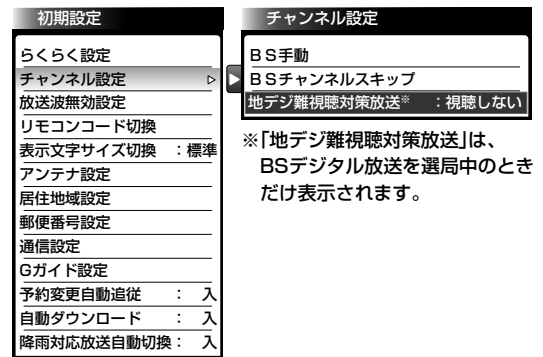 初期設定
らくらく設定
チャンネル設定 ▷
放送波無効設定
リモコンコード切換
表示文字サイズ切換 ：標準
アンテナ設定
居住地域設定
郵便番号設定
通信設定
Gガイド設定
予約変更自動追従 ： 入
自動ダウンロード ： 入
降雨対応放送自動切換： 入
チャンネル設定
ＢＳ手動
ＢＳチャンネルスキップ
地デジ難視聴対策放送※ ：視聴しない
※「地デジ難視聴対策放送」は、
BSデジタル放送を選局中のとき
だけ表示されます。